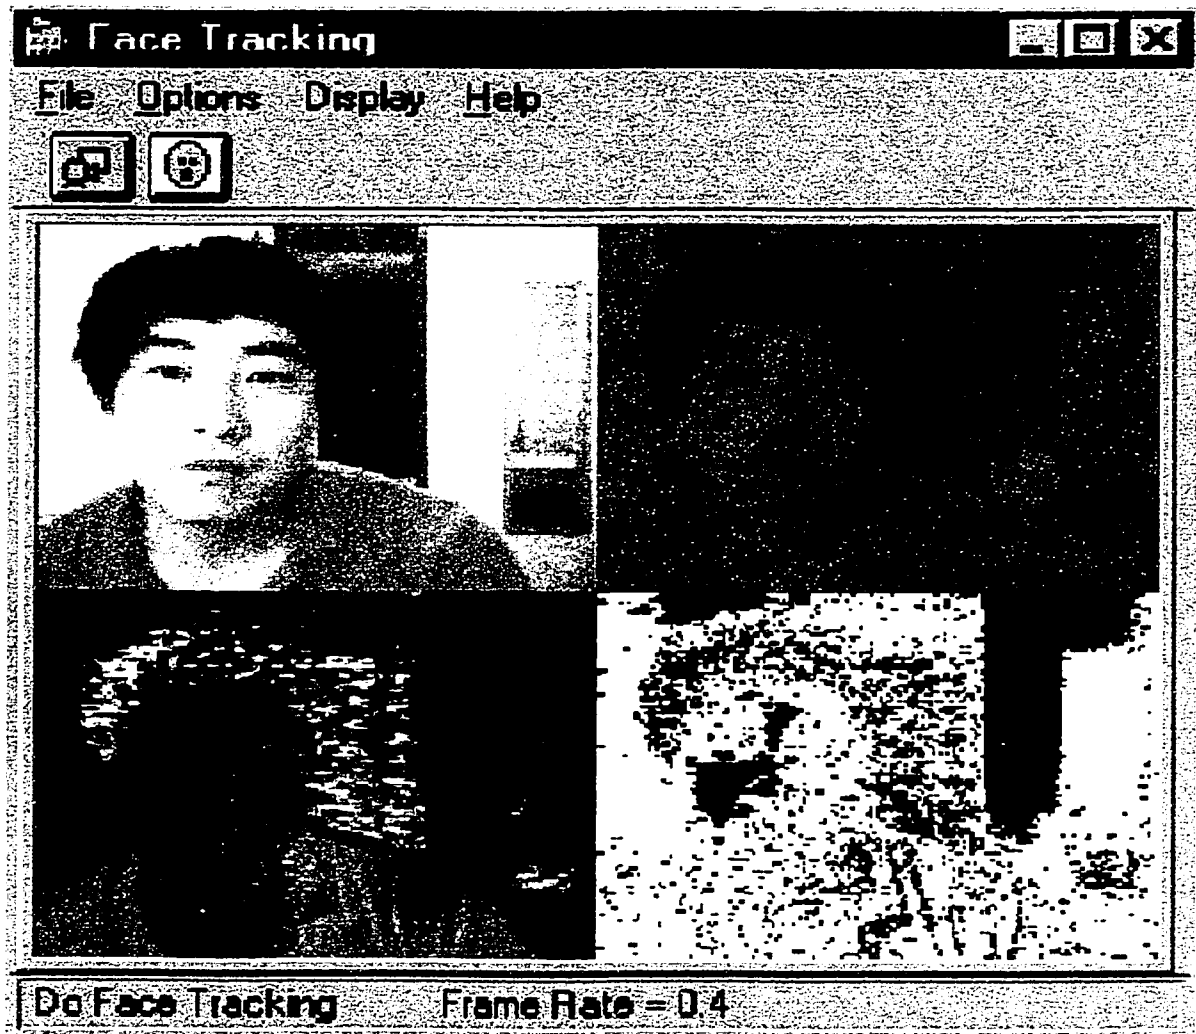 Face Tracking
File Options Display Help
Do Face Tracking Frame Rate = 0.4